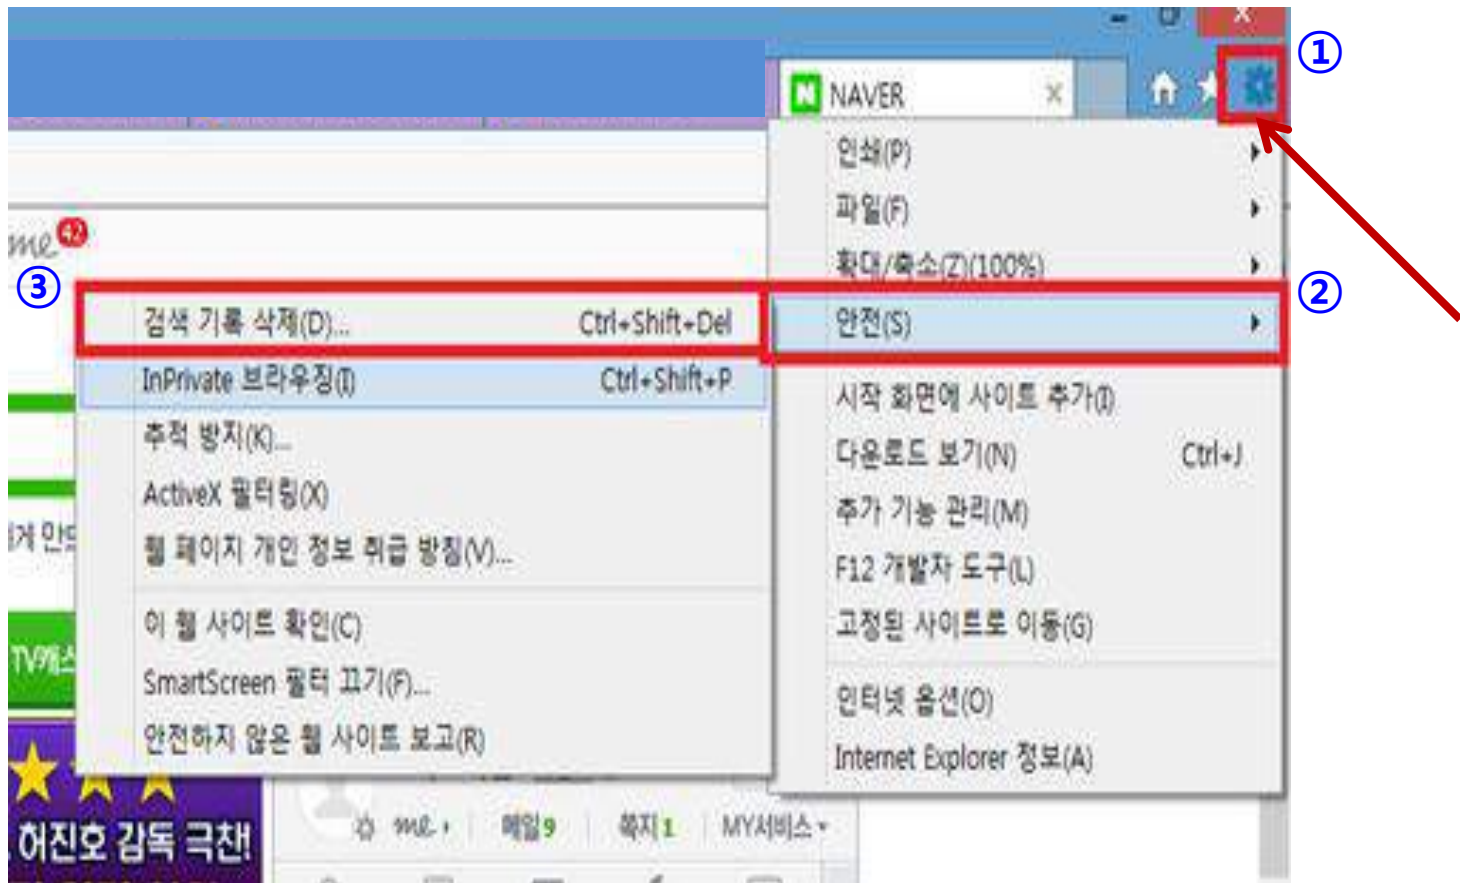 ①
NAVER
인쇄(P)
파일(F)
me 42
확대/축소(Z)(100%)
③
②
검색 기록 삭제(D)... Ctrl+Shift+Del
안전(S)
InPrivate 브라우징(I) Ctrl+Shift+P
시작 화면에 사이트 추가(I)
추적 방지(K)...
다운로드 보기(N) Ctrl+J
ActiveX 필터링(X)
추가 기능 관리(M)
웹 페이지 개인 정보 취급 방침(V)...
F12 개발자 도구(L)
이 웹 사이트 확인(C)
고정된 사이트로 이동(G)
SmartScreen 필터 끄기(F)...
인터넷 옵션(O)
안전하지 않은 웹 사이트 보고(R)
Internet Explorer 정보(A)
TV캐스
me 메일 9 쪽지 1 MY서비스
허진호 감독 극찬!